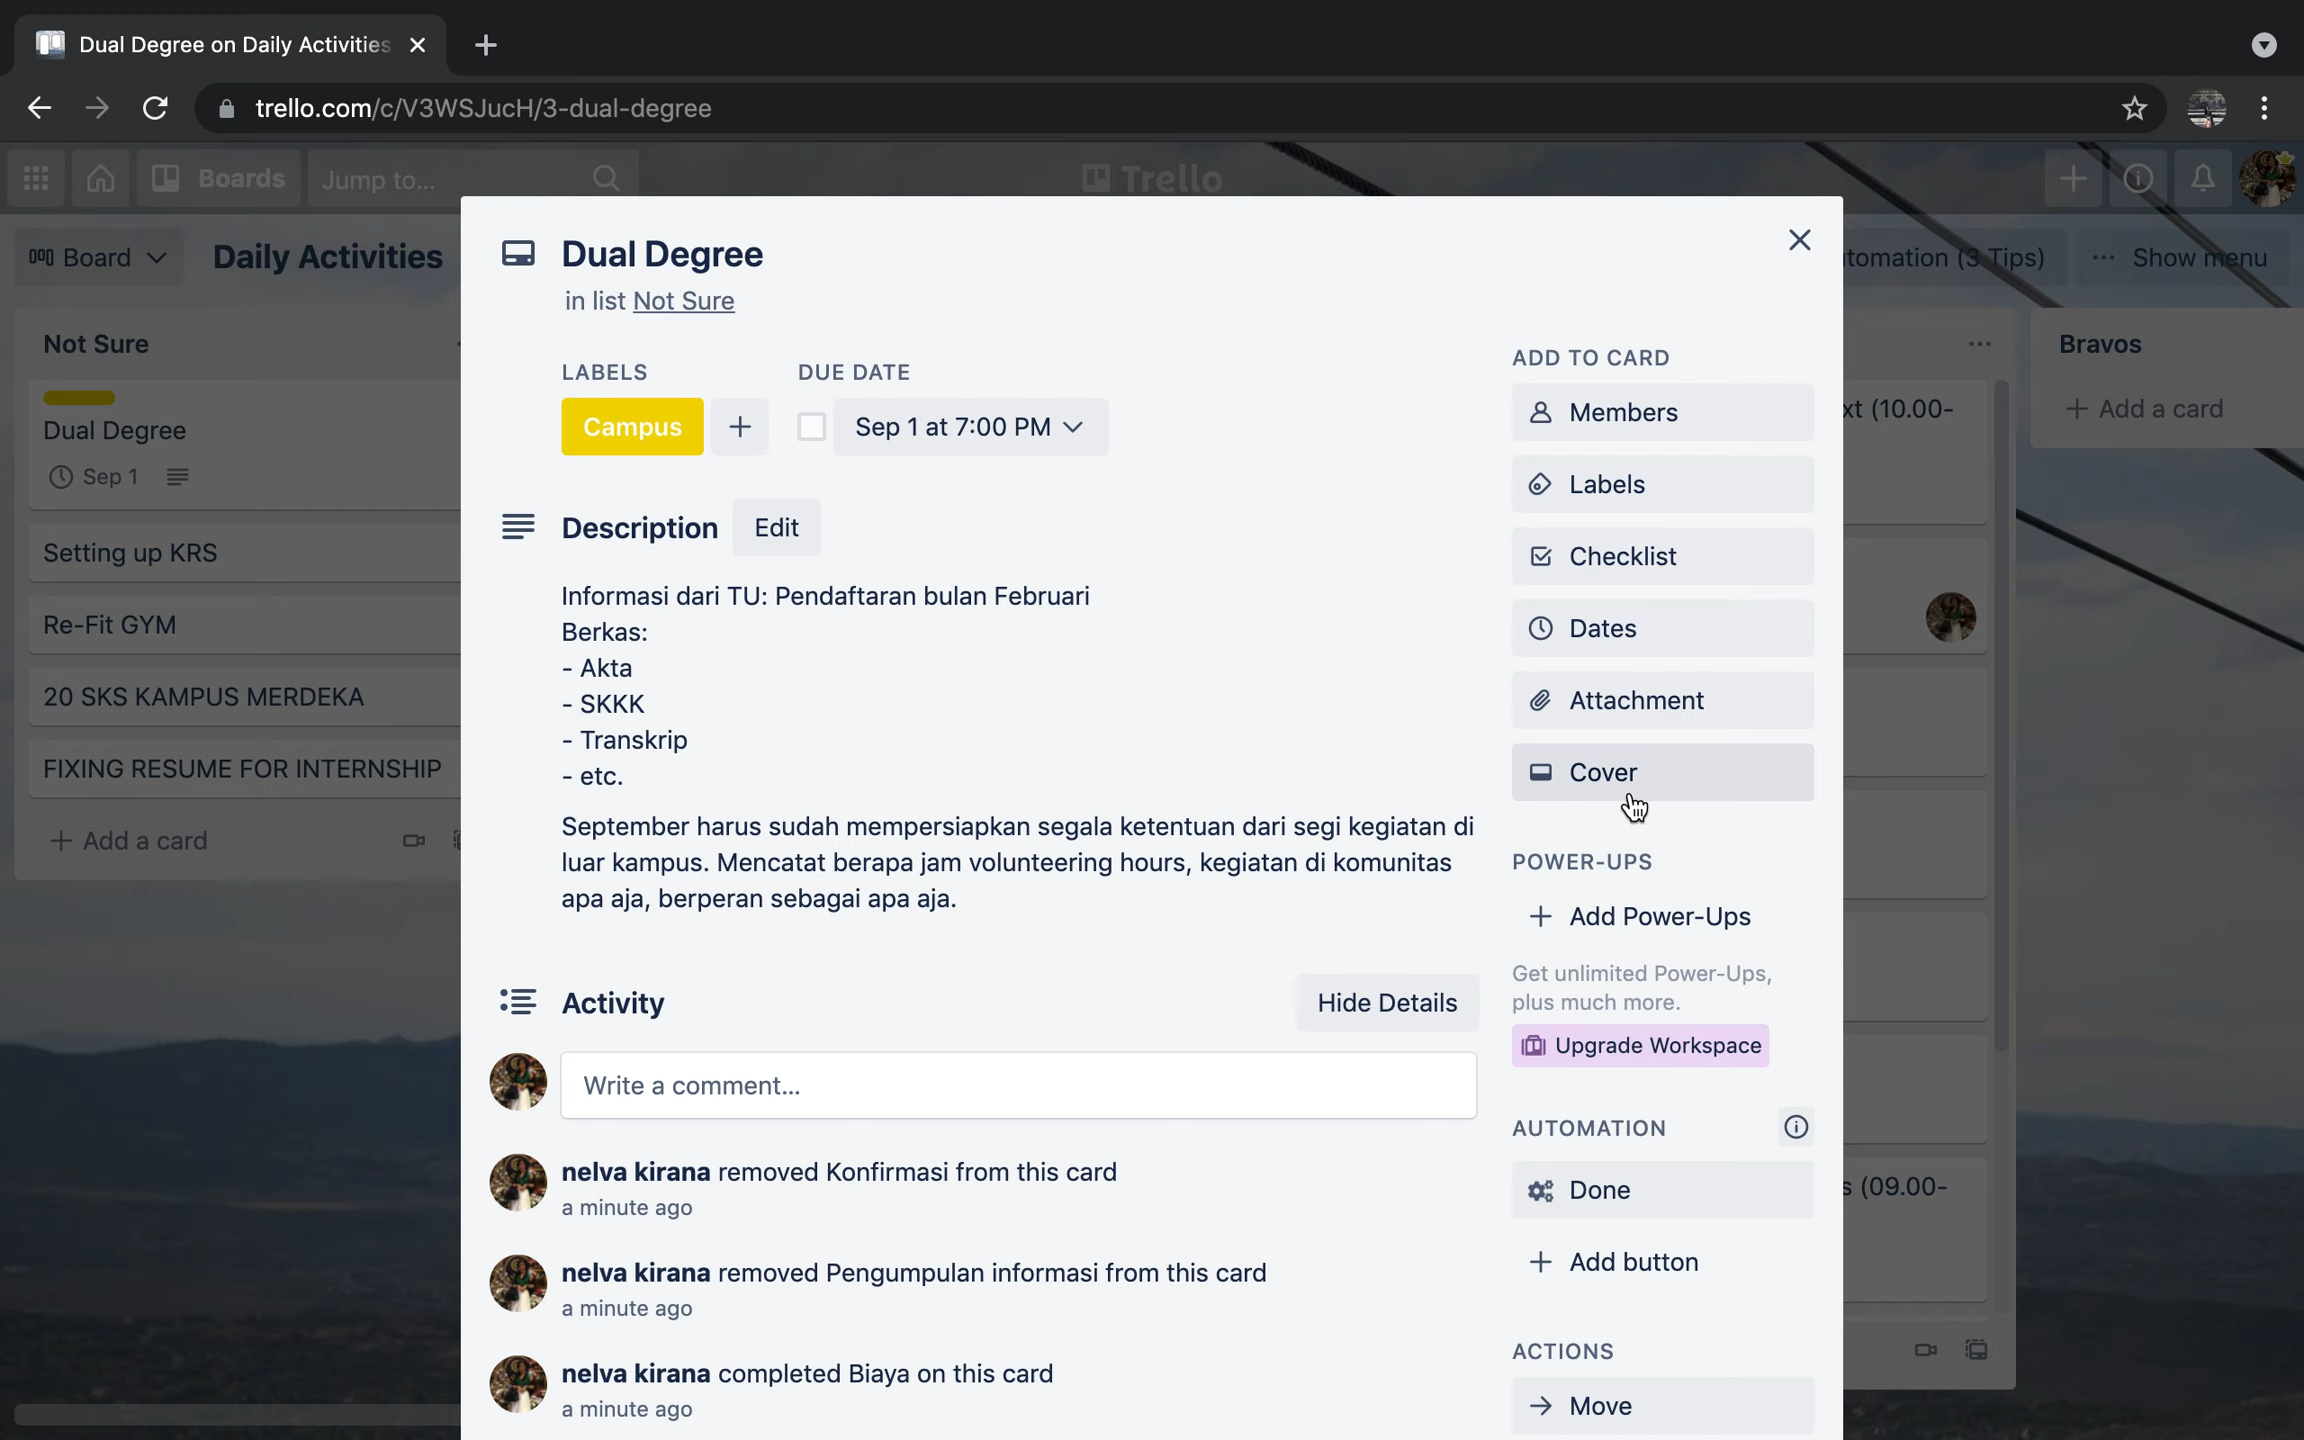 Dual Degree on Daily Activities
trello.com/c/V3WSJucH/3-dual-degree
Boards
Jump to...
Trello
Board
Daily Activities
tomation (3 Tips)
Show menu
Not Sure
Dual Degree
Sep 1
Setting up KRS
Re-Fit GYM
20 SKS KAMPUS MERDEKA
FIXING RESUME FOR INTERNSHIP
+ Add a card
Dual Degree
in list Not Sure
LABELS
DUE DATE
Campus
+
Sep 1 at 7:00 PM
Description
Edit
Informasi dari TU: Pendaftaran bulan Februari
Berkas:
- Akta
- SKKK
- Transkrip
- etc.
September harus sudah mempersiapkan segala ketentuan dari segi kegiatan di
luar kampus. Mencatat berapa jam volunteering hours, kegiatan di komunitas
apa aja, berperan sebagai apa aja.
Activity
Hide Details
Write a comment...
nelva kirana removed Konfirmasi from this card
a minute ago
nelva kirana removed Pengumpulan informasi from this card
a minute ago
nelva kirana completed Biaya on this card
a minute ago
ADD TO CARD
Members
Labels
Checklist
Dates
Attachment
Cover
POWER-UPS
+ Add Power-Ups
Get unlimited Power-Ups,
plus much more.
Upgrade Workspace
AUTOMATION
Done
+ Add button
ACTIONS
Move
xt (10.00-
s (09.00-
Bravos
+ Add a card